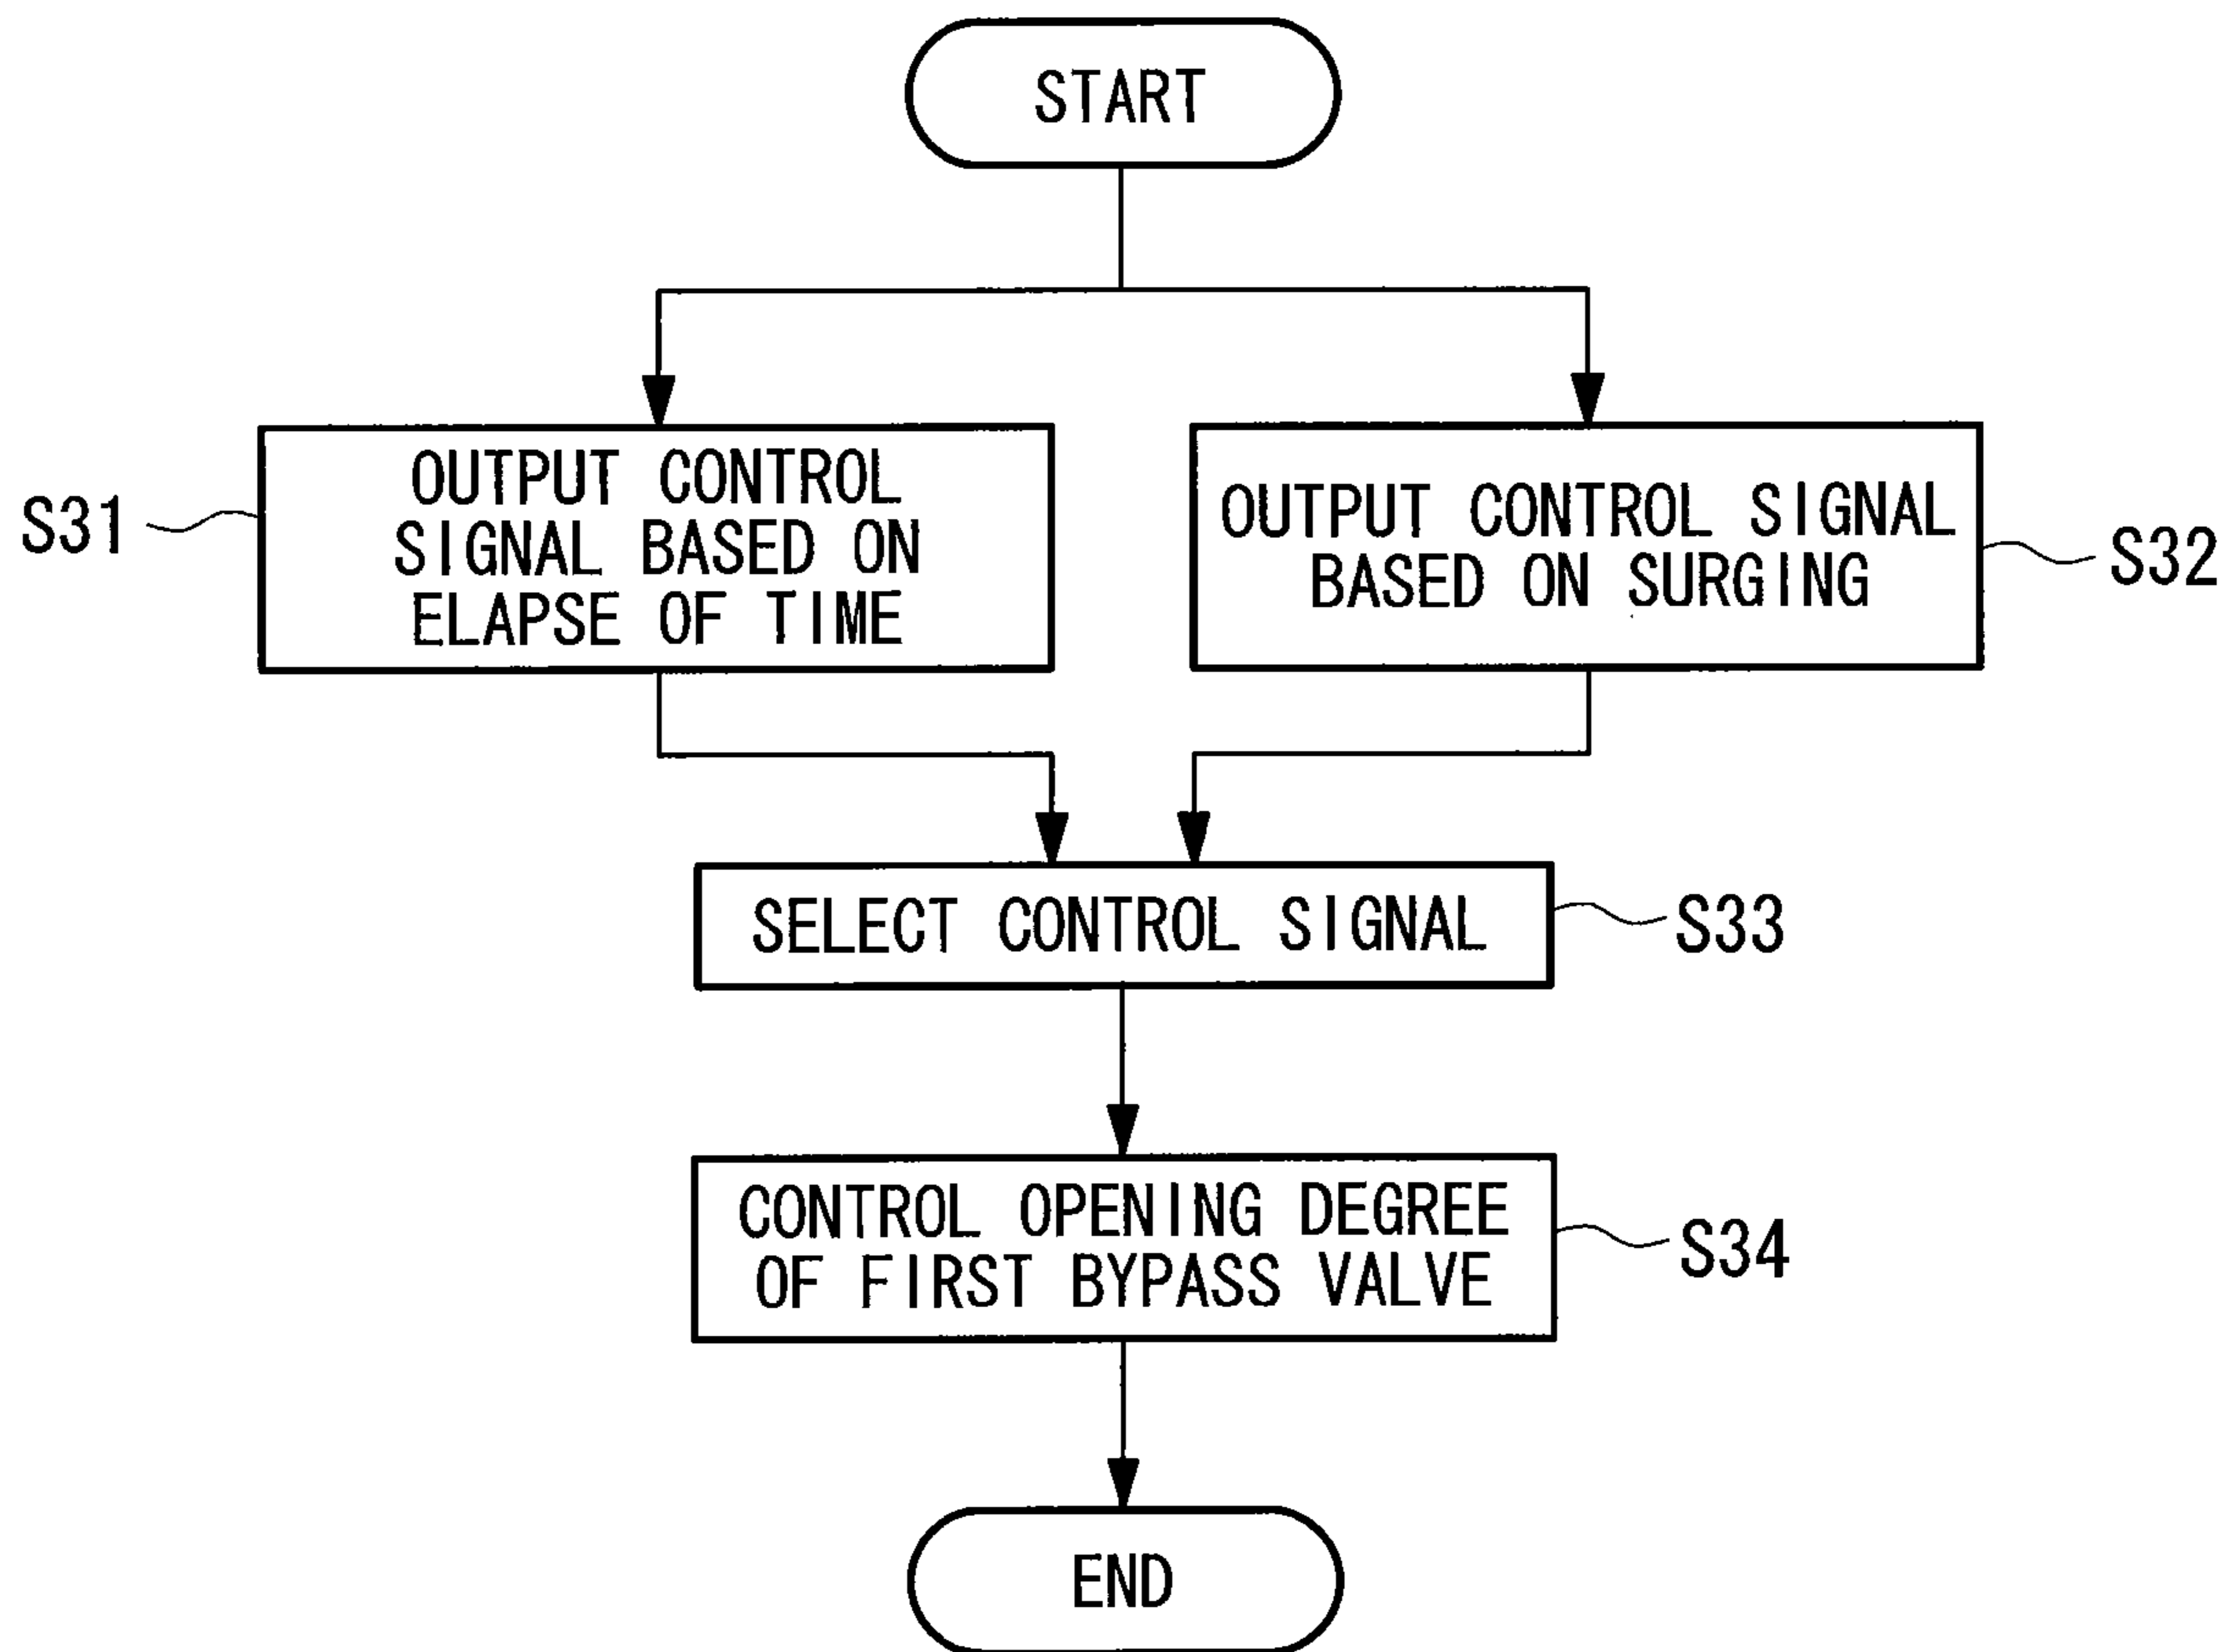 START
S31
OUTPUT CONTROL
SIGNAL BASED ON
ELAPSE OF TIME
OUTPUT CONTROL SIGNAL
BASED ON SURGING
S32
SELECT CONTROL SIGNAL
S33
CONTROL OPENING DEGREE
OF FIRST BYPASS VALVE
S34
END